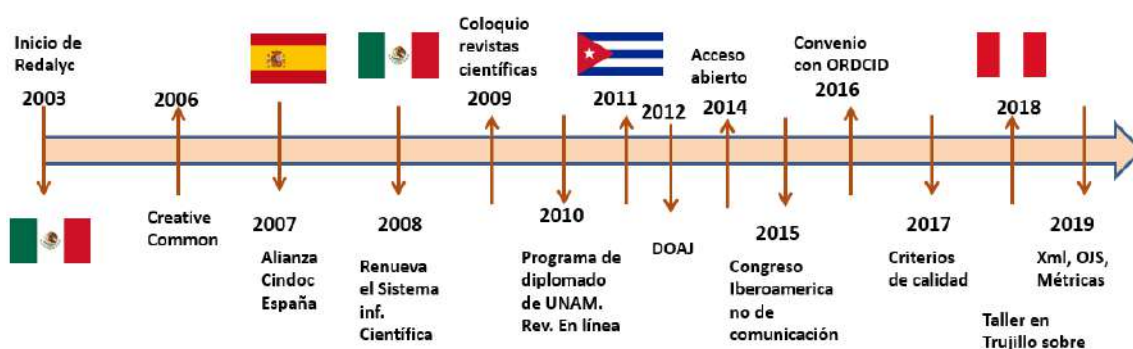 Inicio de
Redalyc
2003
2006
Creative
Common
2007
Alianza
Cindoc
España
2008
Renueva
el Sistema
inf.
Científica
Coloquio
revistas
científicas
2009
2010
Programa de
diplomado
de UNAM.
Rev. En línea
2011
2012
DOAJ
Acceso
abierto
2014
2015
Congreso
Iberoamerica
no de
comunicación
Convenio
con ORDCID
2016
2017
Criterios
de calidad
2018
Taller en
Trujillo sobre
2019
Xml, OJS,
Métricas